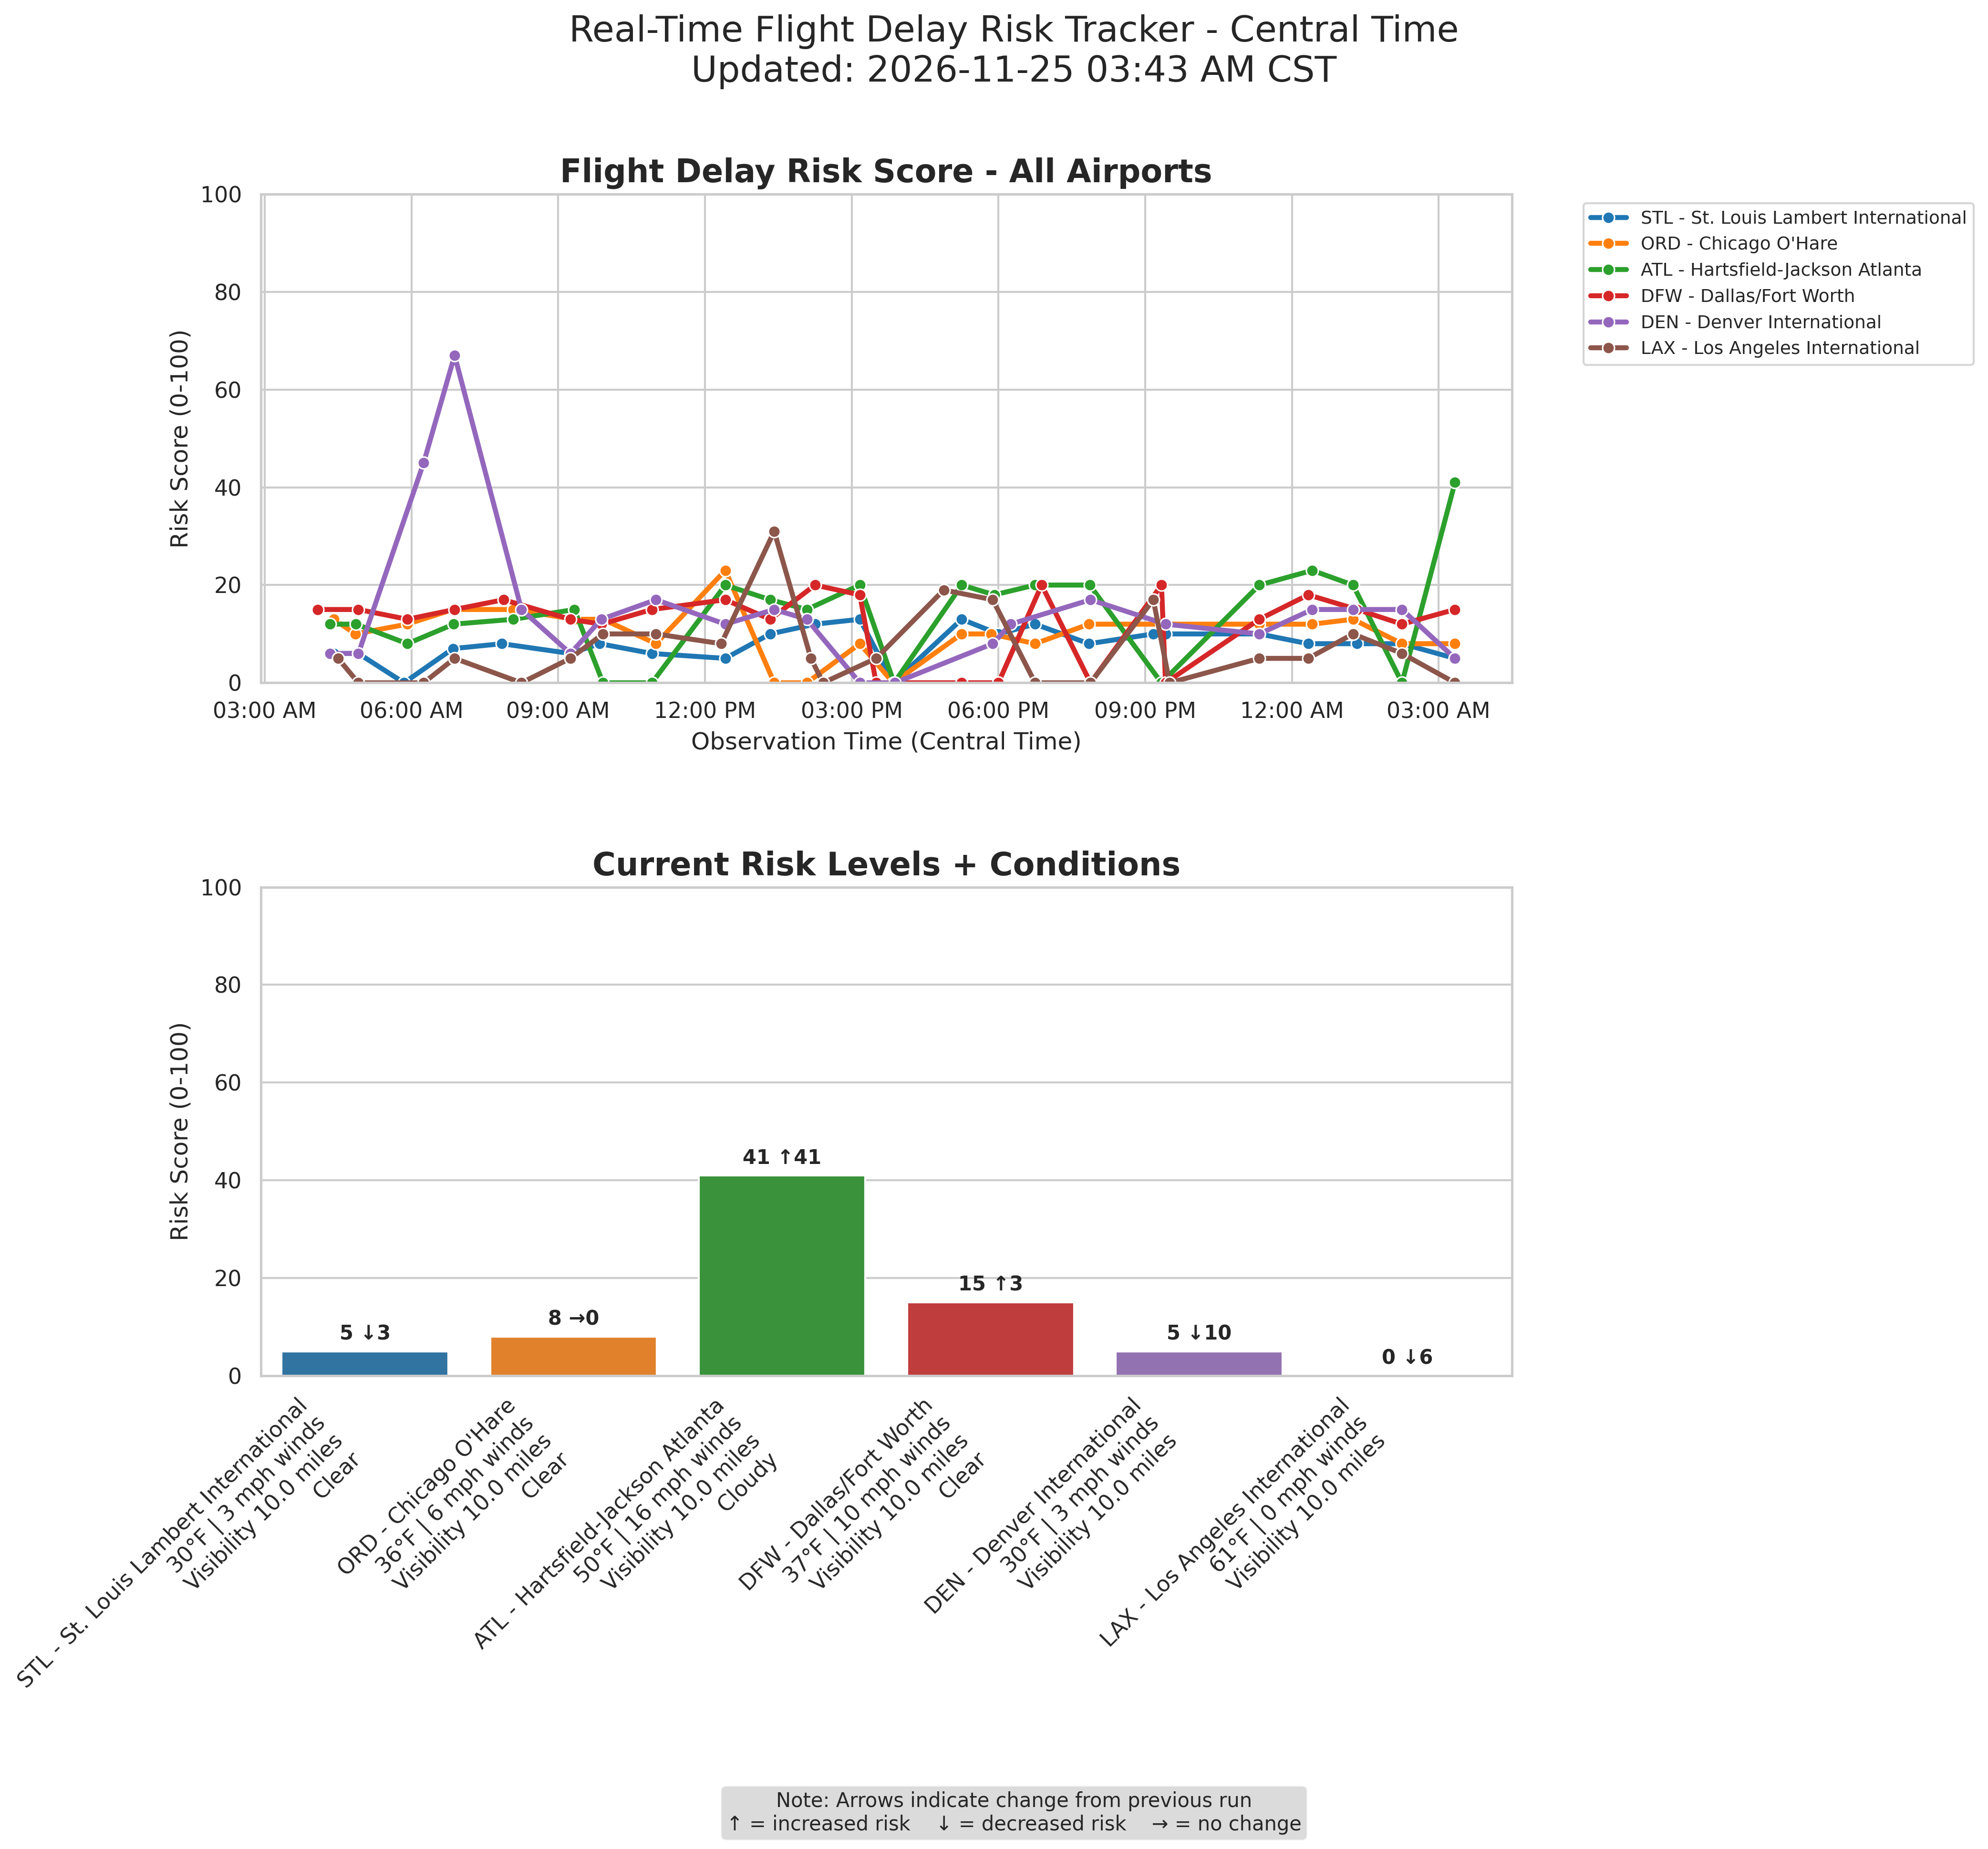 Real-Time Flight Delay Risk Tracker - Central Time
Updated: 2026-11-25 03:43 AM CST
Flight Delay Risk Score - All Airports
Risk Score (0-100)
100
80
60
40
20
0
03:00 AM
06:00 AM
09:00 AM
12:00 PM
03:00 PM
06:00 PM
09:00 PM
12:00 AM
03:00 AM
Observation Time (Central Time)
STL - St. Louis Lambert International
ORD - Chicago O'Hare
ATL - Hartsfield-Jackson Atlanta
DFW - Dallas/Fort Worth
DEN - Denver International
LAX - Los Angeles International
Current Risk Levels + Conditions
Risk Score (0-100)
100
80
60
40
20
0
5 ↓3
8 →0
41 ↑41
15 ↑3
5 ↓10
0 ↓6
STL - St. Louis Lambert International
30°F | 3 mph winds
Visibility 10.0 miles
Clear
ORD - Chicago O'Hare
36°F | 6 mph winds
Visibility 10.0 miles
Clear
ATL - Hartsfield-Jackson Atlanta
50°F | 16 mph winds
Visibility 10.0 miles
Cloudy
DFW - Dallas/Fort Worth
37°F | 10 mph winds
Visibility 10.0 miles
Clear
DEN - Denver International
30°F | 3 mph winds
Visibility 10.0 miles
LAX - Los Angeles International
61°F | 0 mph winds
Visibility 10.0 miles
Note: Arrows indicate change from previous run
↑ = increased risk    ↓ = decreased risk    → = no change